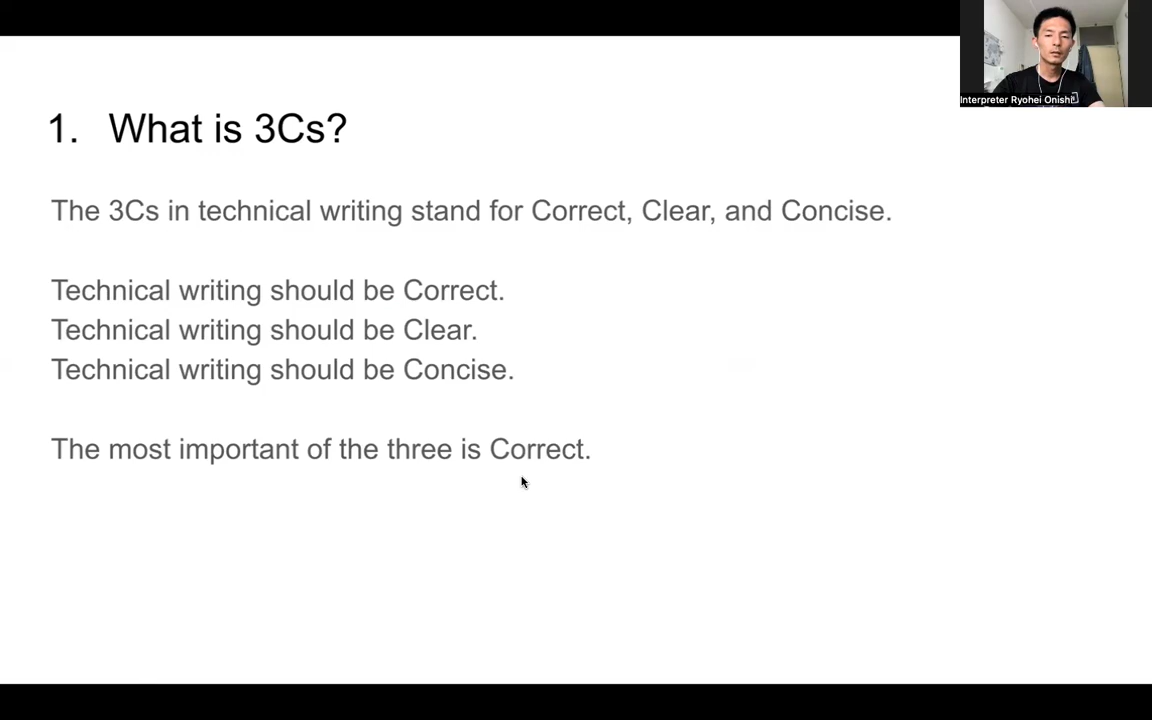 Interpreter Ryohei Onishi
1. What is 3Cs?
The 3Cs in technical writing stand for Correct, Clear, and Concise.
Technical writing should be Correct.
Technical writing should be Clear.
Technical writing should be Concise.
The most important of the three is Correct.